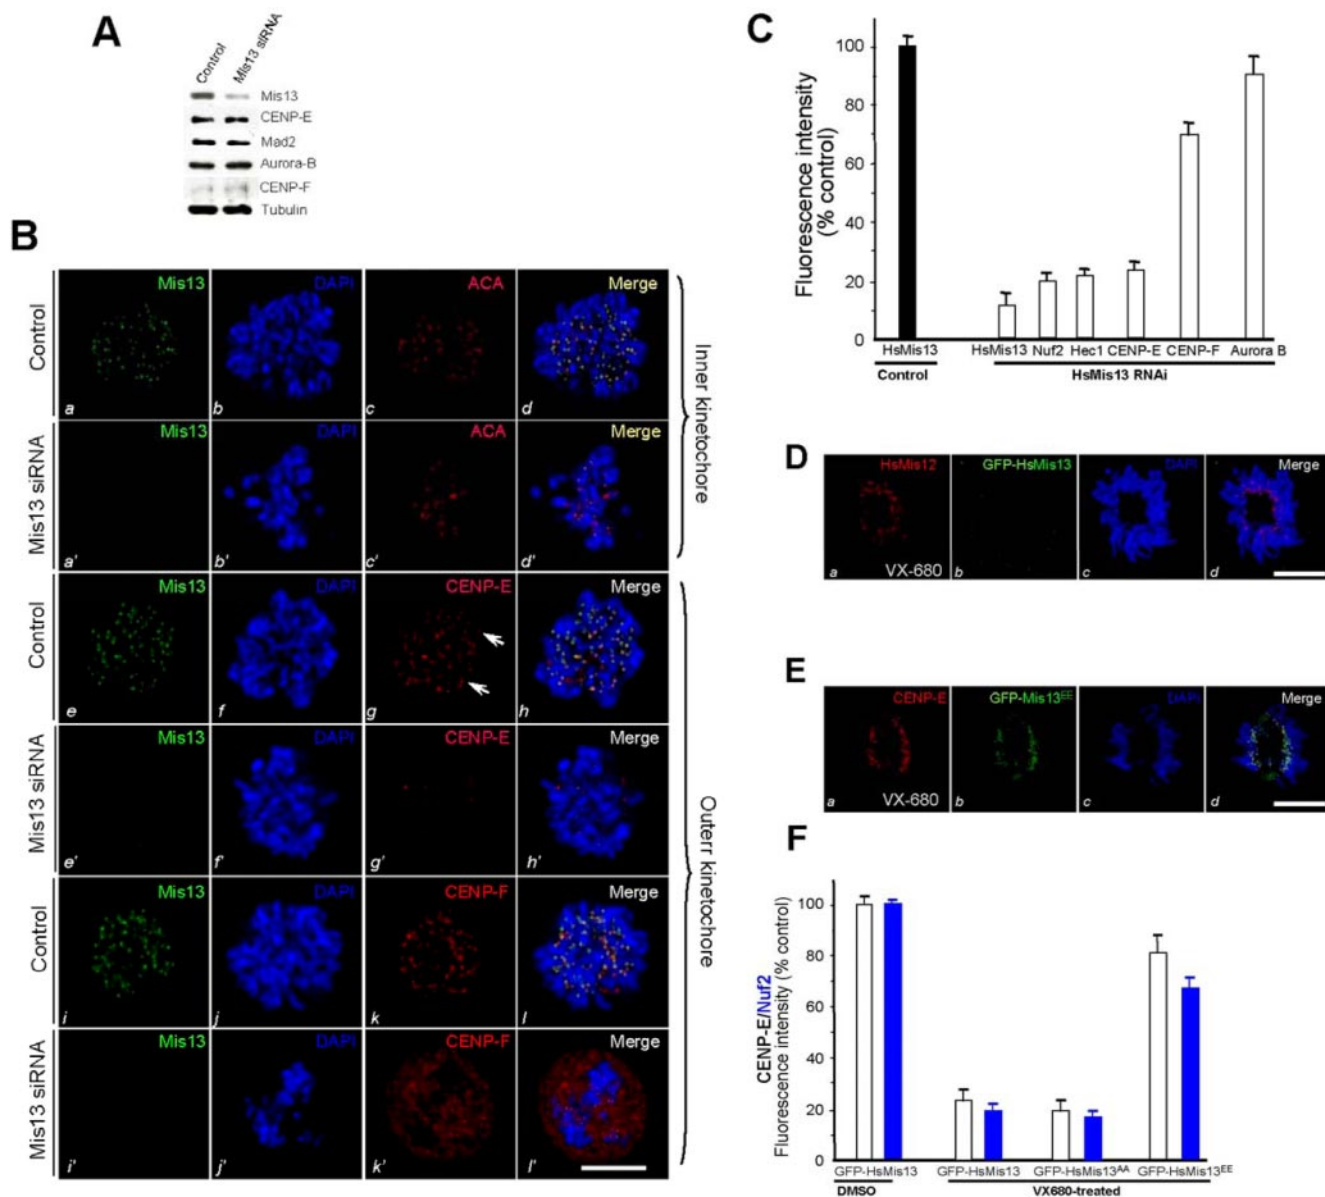 A
Control
Mis13 siRNA
Mis13
CENP-E
Mad2
Aurora-B
CENP-F
Tubulin
B
Control
Mis13
DAPI
ACA
Merge
a
b
c
d
Mis13 siRNA
Mis13
DAPI
ACA
Merge
a'
b'
c'
d'
Inner kinetochore
Control
Mis13
DAPI
CENP-E
Merge
e
f
g
h
Mis13 siRNA
Mis13
DAPI
CENP-E
Merge
e'
f'
g'
h'
Control
Mis13
DAPI
CENP-F
Merge
i
j
k
l
Mis13 siRNA
Mis13
DAPI
CENP-F
Merge
i'
j'
k'
l'
Outerr kinetochore
C
Fluorescence intensity
(% control)
100
80
60
40
20
0
HsMis13
HsMis13 Nuf2 Hec1 CENP-E CENP-F Aurora B
Control
HsMis13 RNAi
D
HsMis12
GFP-HsMis13
DAPI
Merge
a
VX-680
b
c
d
E
CENP-E
GFP-Mis13EE
DAPI
Merge
a
VX-680
b
c
d
F
CENP-E/Nuf2
Fluorescence intensity (% control)
100
80
60
40
20
0
GFP-HsMis13 GFP-HsMis13 GFP-HsMis13AA GFP-HsMis13EE
DMSO
VX680-treated